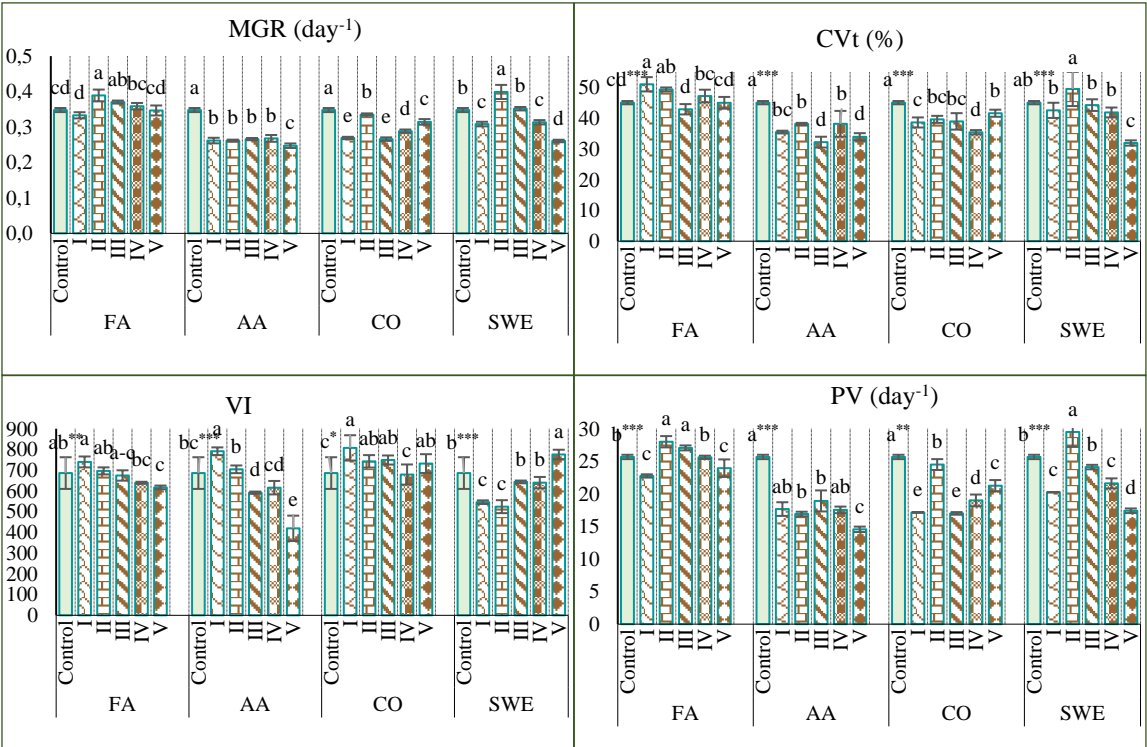 MGR (day⁻¹)
0,5
0,4
0,3
0,2
0,1
0,0
cd d a ab bc cd a b b b b c a e b e d c b c a b c d
Control I II III IV V Control I II III IV V Control I II III IV V Control I II III IV V
FA AA CO SWE
CVt (%)
50
40
30
20
10
0
cd*** a ab d bc c a*** bc b d b d a*** c bc bc d b ab*** b a b b c
Control I II III IV V Control I II III IV V Control I II III IV V Control I II III IV V
FA AA CO SWE
VI
900
800
700
600
500
400
300
200
100
0
ab** a ab a-c bc c bc*** a b d cd e c* a ab ab c ab b*** c c b b a
Control I II III IV V Control I II III IV V Control I II III IV V Control I II III IV V
FA AA CO SWE
PV (day⁻¹)
30
25
20
15
10
5
0
b*** c a a b c a*** ab b b ab c a** e b e d c b*** c a b c d
Control I II III IV V Control I II III IV V Control I II III IV V Control I II III IV V
FA AA CO SWE